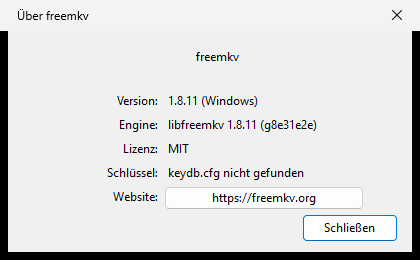 Über freemkv
freemkv
Version: 1.8.11 (Windows)
Engine: libfreemkv 1.8.11 (g8e31e2e)
Lizenz: MIT
Schlüssel: keydb.cfg nicht gefunden
Website: https://freemkv.org
Schließen